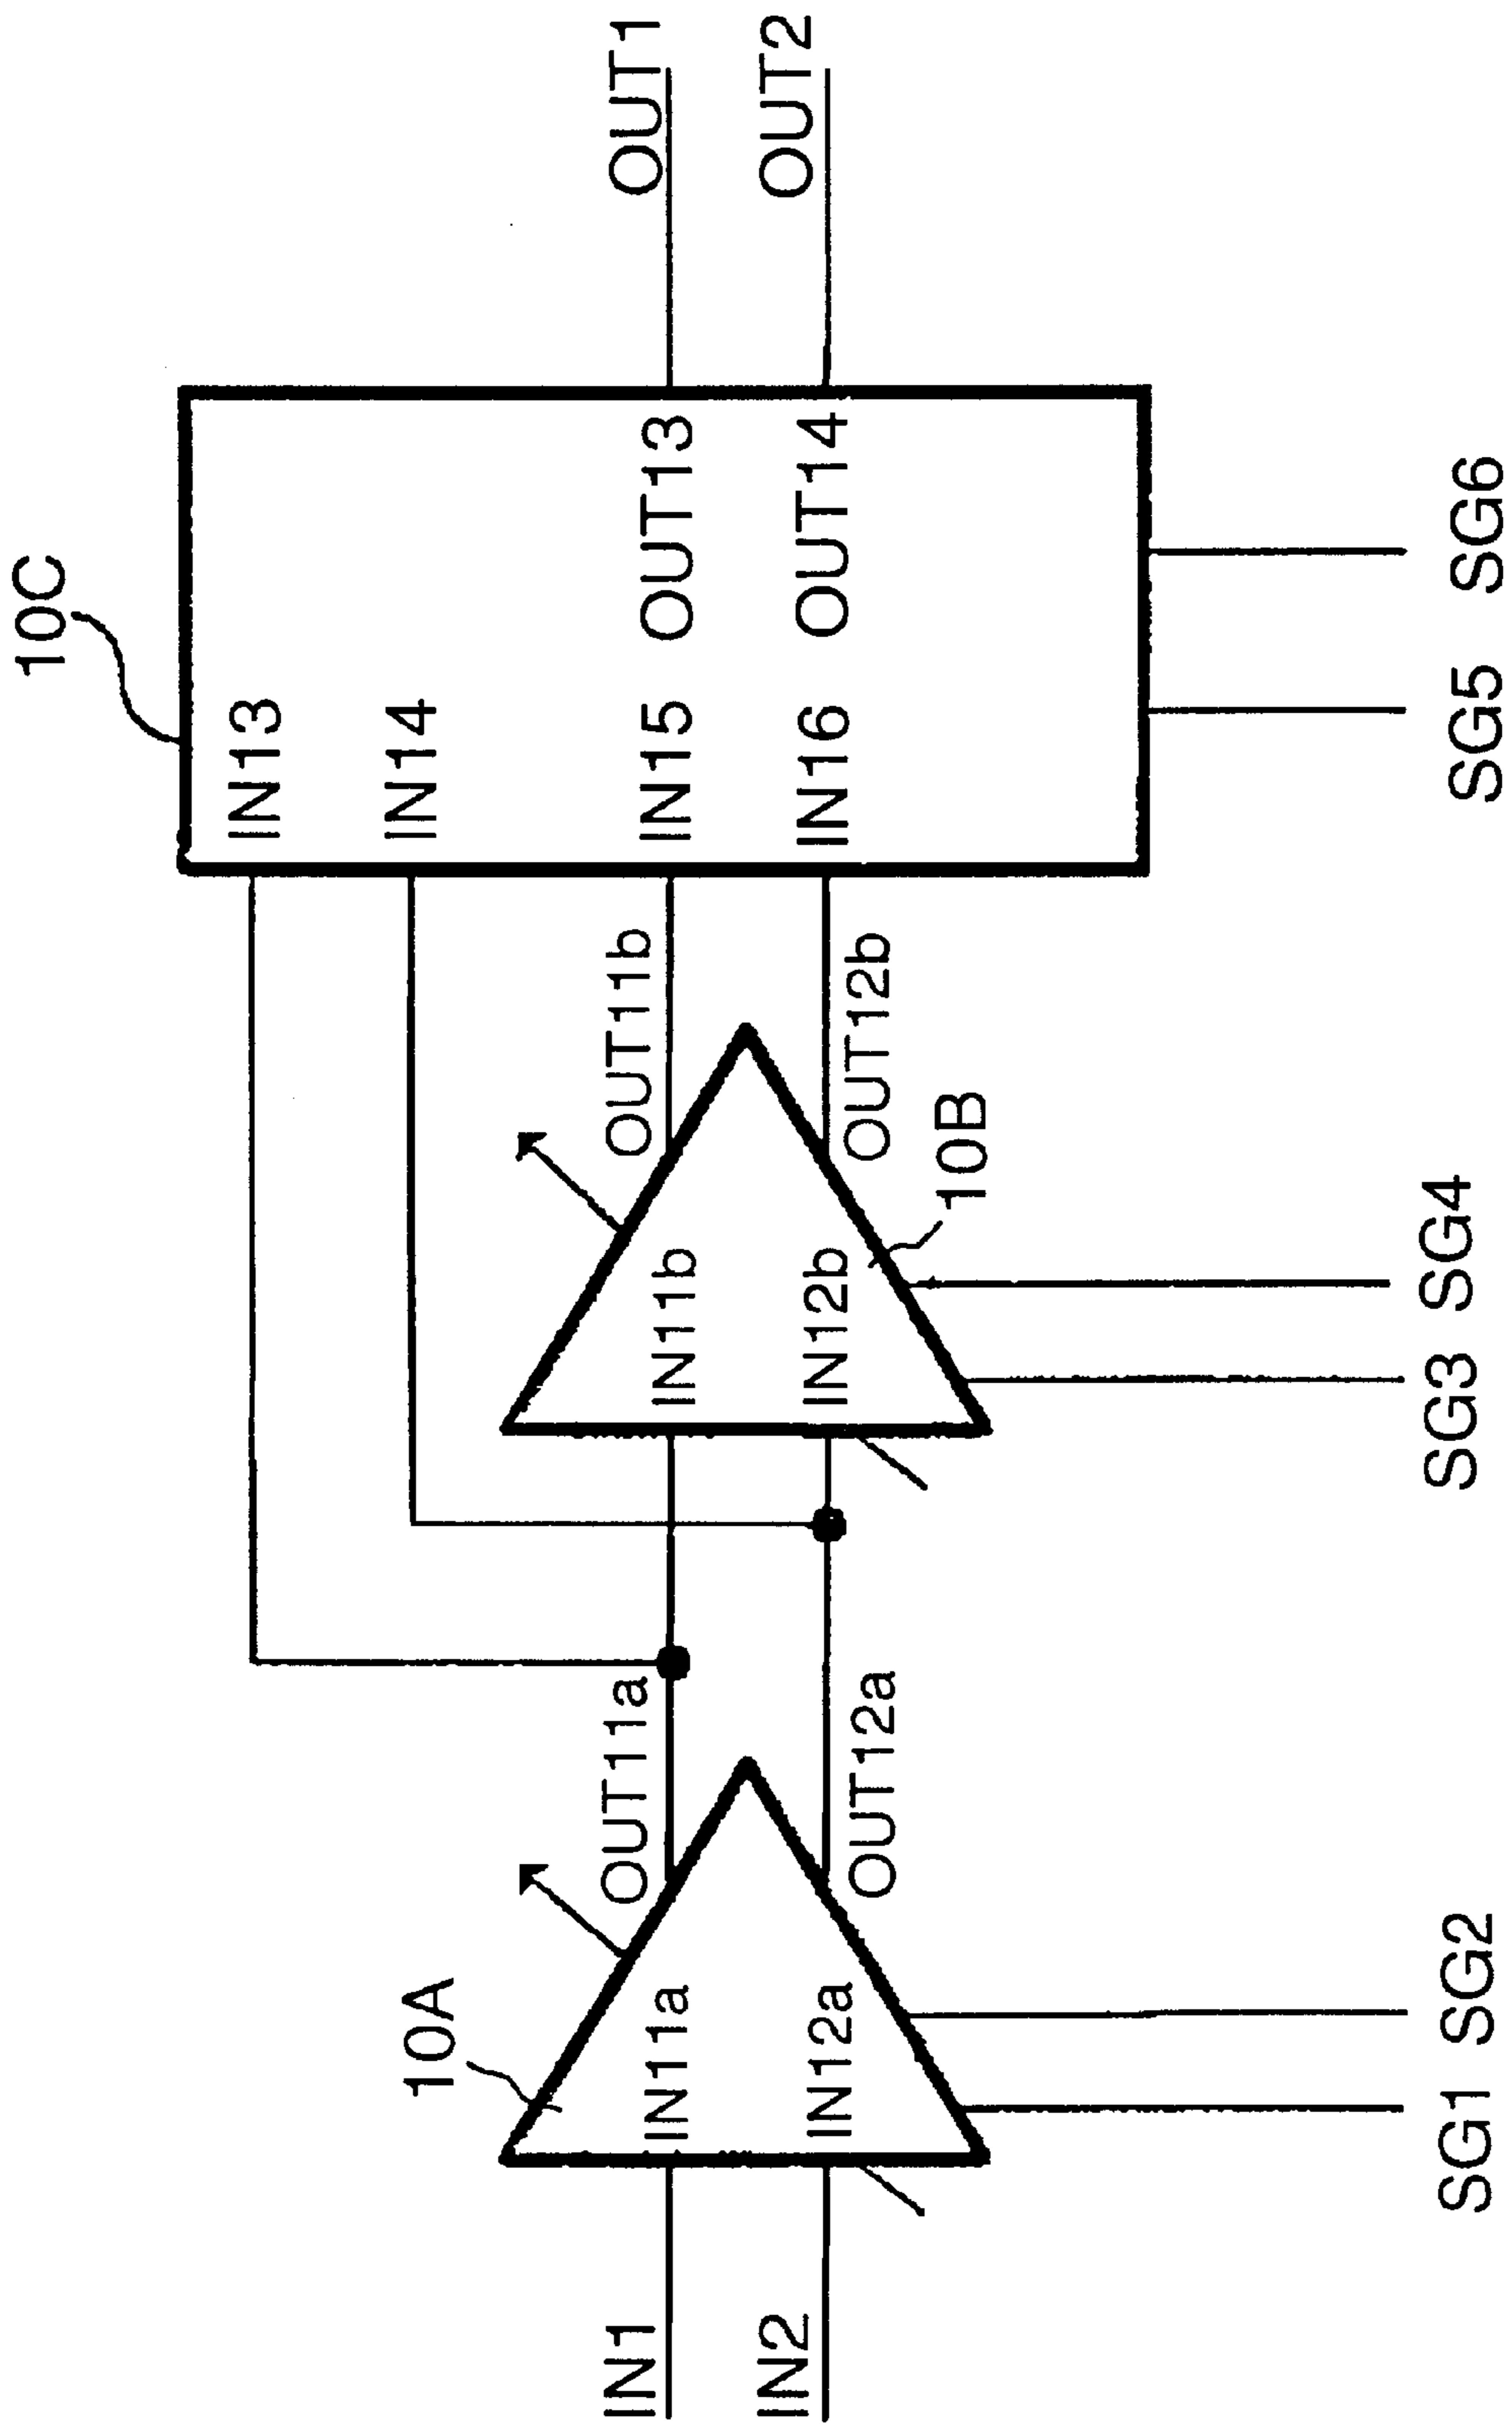 10C
IN13
IN14
OUT1
OUT11a
OUT11b
IN15 OUT13
10A
IN1
IN11a
IN11b
OUT2
IN2
IN12a
IN12b
IN16 OUT14
OUT12a
OUT12b
10B
SG1 SG2
SG3 SG4
SG5 SG6